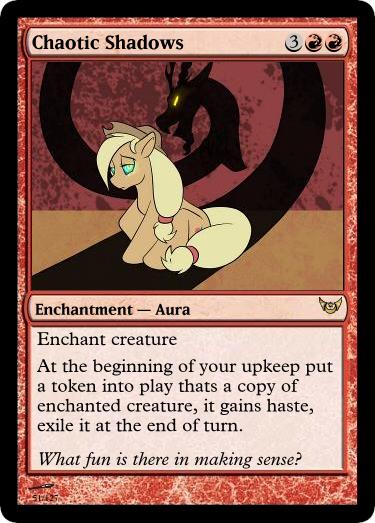 Chaotic Shadows 3
Enchantment — Aura
Enchant creature
At the beginning of your upkeep put
a token into play thats a copy of
enchanted creature, it gains haste,
exile it at the end of turn.
What fun is there in making sense?